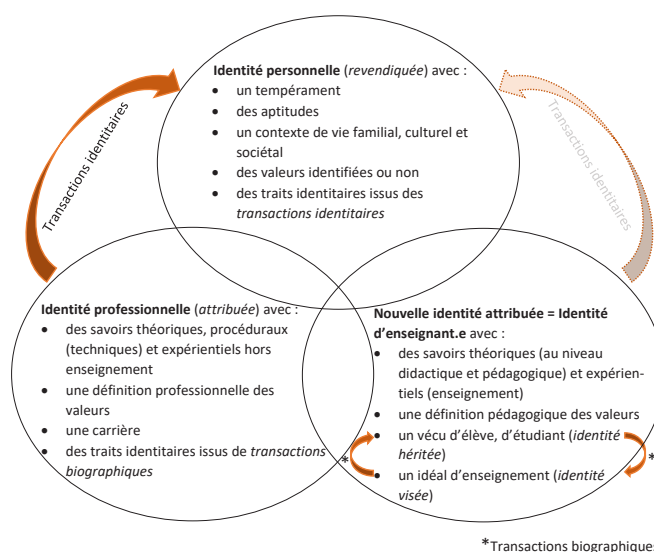 Identité personnelle (revendiquée) avec :
• un tempérament
• des aptitudes
• un contexte de vie familial, culturel et
sociétal
• des valeurs identifiées ou non
• des traits identitaires issus des
transactions identitaires
Transactions identitaires
Transactions identitaires
Identité professionnelle (attribuée) avec :
• des savoirs théoriques, procéduraux
(techniques) et expérientiels hors
enseignement
• une définition professionnelle des
valeurs
• une carrière
• des traits identitaires issus de transactions
biographiques
Nouvelle identité attribuée = Identité
d’enseignant.e avec :
• des savoirs théoriques (au niveau
didactique et pédagogique) et expérien-
tiels (enseignement)
• une définition pédagogique des valeurs
• un vécu d’élève, d’étudiant (identité
héritée)
• un idéal d’enseignement (identité
visée)
*
*
*Transactions biographiques